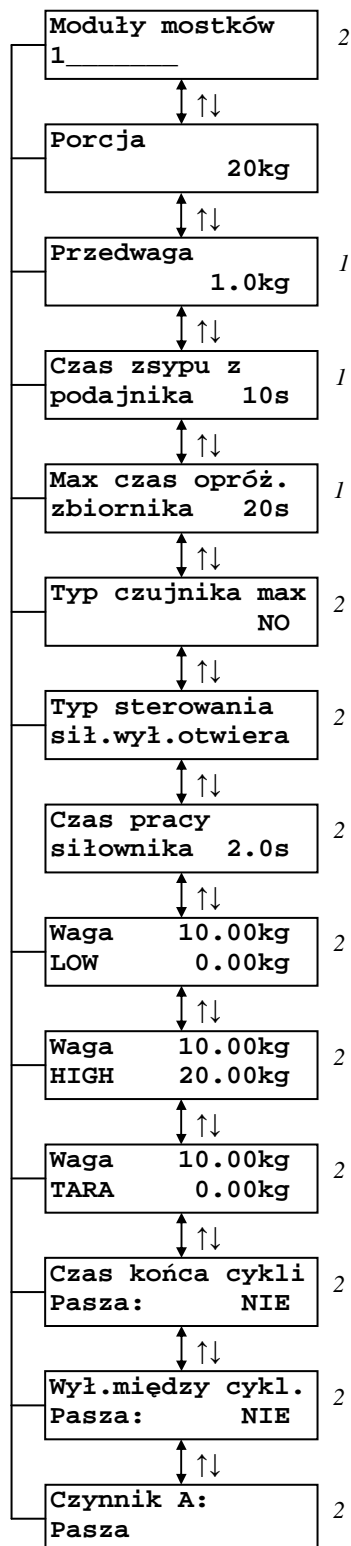 Moduły mostków
1_______
2
↑↓
Porcja
20kg
↑↓
Przedwaga
1.0kg
1
↑↓
Czas zsypu z
podajnika 10s
1
↑↓
Max czas opróż.
zbiornika 20s
1
↑↓
Typ czujnika max
NO
2
↑↓
Typ sterowania
sił.wył.otwiera
2
↑↓
Czas pracy
siłownika 2.0s
2
↑↓
Waga 10.00kg
LOW 0.00kg
2
↑↓
Waga 10.00kg
HIGH 20.00kg
2
↑↓
Waga 10.00kg
TARA 0.00kg
2
↑↓
Czas końca cykli
Pasza: NIE
2
↑↓
Wył.między cykl.
Pasza: NIE
2
↑↓
Czynnik A:
Pasza
2